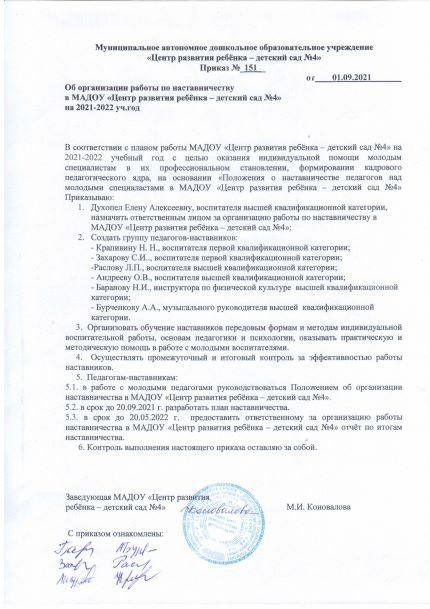 Муниципальное автономное дошкольное образовательное учреждение
«Центр развития ребёнка – детский сад №4»
Приказ №_151_
от____01.09.2021________
Об организации работы по наставничеству
в МАДОУ «Центр развития ребёнка – детский сад №4»
на 2021-2022 уч.год
В соответствии с планом работы МАДОУ «Центр развития ребёнка – детский сад №4» на
2021-2022 учебный год с целью оказания индивидуальной помощи молодым
специалистам в их профессиональном становлении, формировании кадрового
педагогического ядра, на основании «Положения о наставничестве педагогов над
молодыми специалистами в МАДОУ «Центр развития ребёнка – детский сад №4»
Приказываю:
1. Духопел Елену Алексеевну, воспитателя высшей квалификационной категории,
назначить ответственным лицом за организацию работы по наставничеству в
МАДОУ «Центр развития ребёнка – детский сад №4»;
2. Создать группу педагогов-наставников:
- Крапивину Н. Н., воспитателя первой квалификационной категории;
- Захарову С.И.., воспитателя первой квалификационной категории;
-Раслову Л.П., воспитателя высшей квалификационной категории;
- Андрееву О.В., воспитателя высшей квалификационной категории;
- Баранову Н.И., инструктора по физической культуре высшей квалификационной
категории;
- Бурченкову А.А., музыкального руководителя высшей квалификационной
категории.
3. Организовать обучение наставников передовым формам и методам индивидуальной
воспитательной работы, основам педагогики и психологии, оказывать практическую и
методическую помощь в работе с молодыми воспитателями.
4. Осуществлять промежуточный и итоговый контроль за эффективностью работы
наставников.
5. Педагогам-наставникам:
5.1. в работе с молодыми педагогами руководствоваться Положением об организации
наставничества в МАДОУ «Центр развития ребёнка – детский сад №4».
5.2. в срок до 20.09.2021 г. разработать план наставничества.
5.3. в срок до 20.05.2022 г. предоставить ответственному за организацию работы
наставничества в МАДОУ «Центр развития ребёнка – детский сад №4» отчёт по итогам
наставничества.
6. Контроль выполнения настоящего приказа оставляю за собой.
Заведующая МАДОУ «Центр развития
ребёнка – детский сад №4» М.И. Коновалова
С приказом ознакомлены: